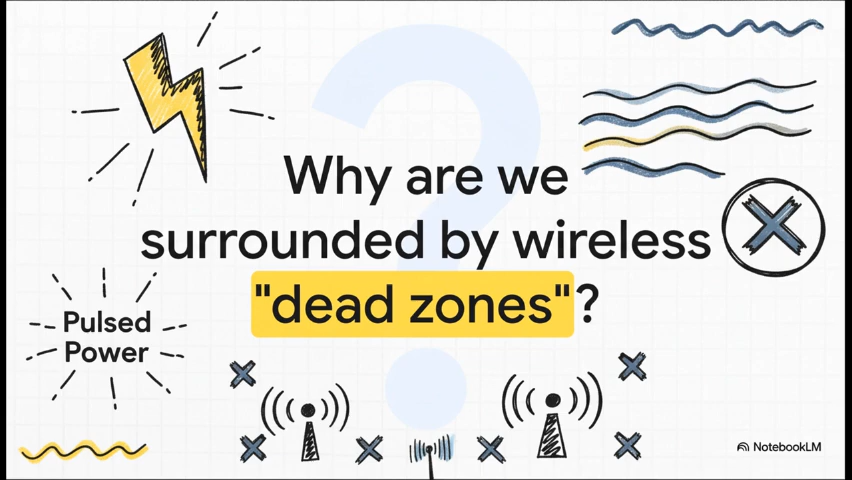 Why are we
surrounded by wireless
"dead zones"?
Pulsed
Power
NotebookLM